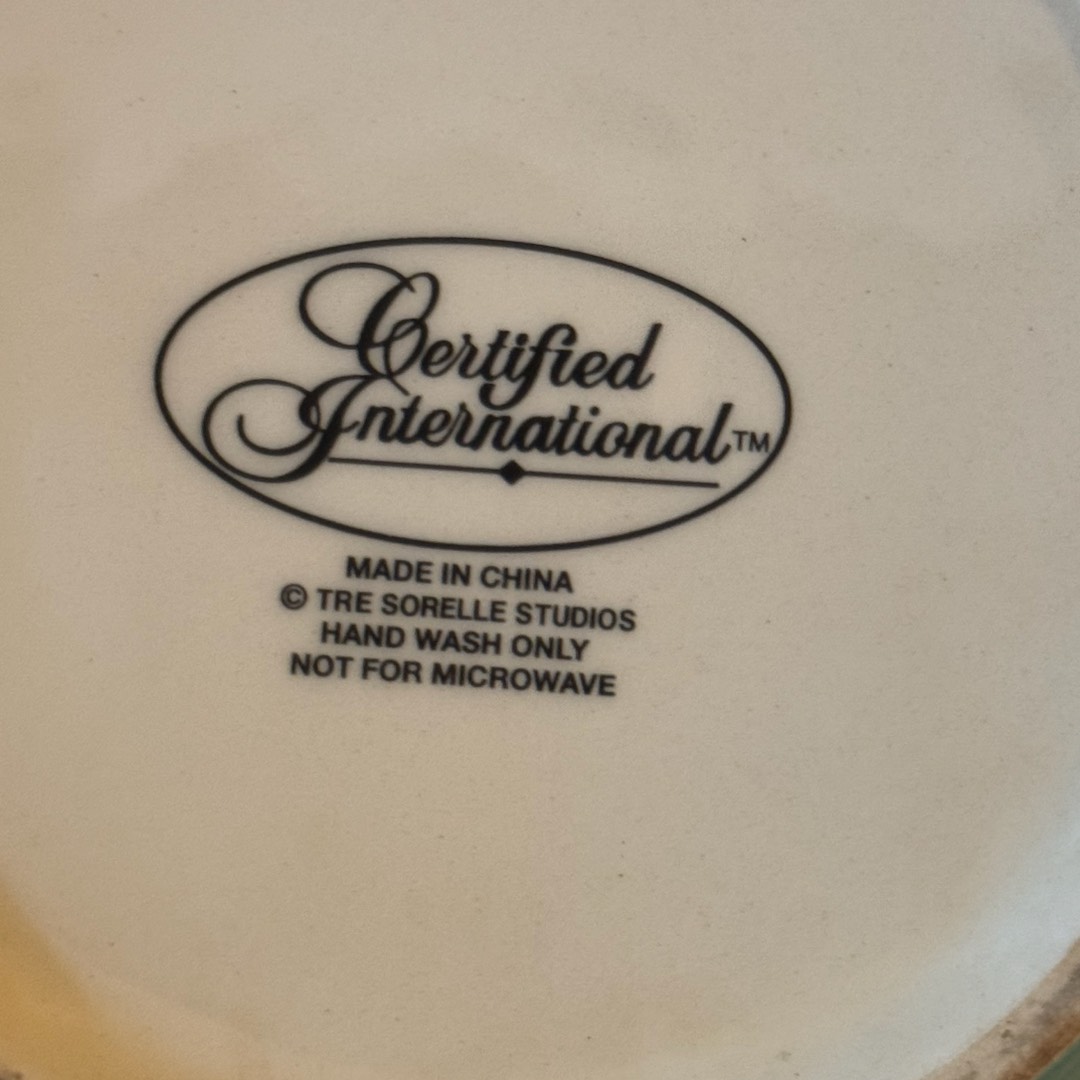 Certified
International™
MADE IN CHINA
© TRE SORELLE STUDIOS
HAND WASH ONLY
NOT FOR MICROWAVE